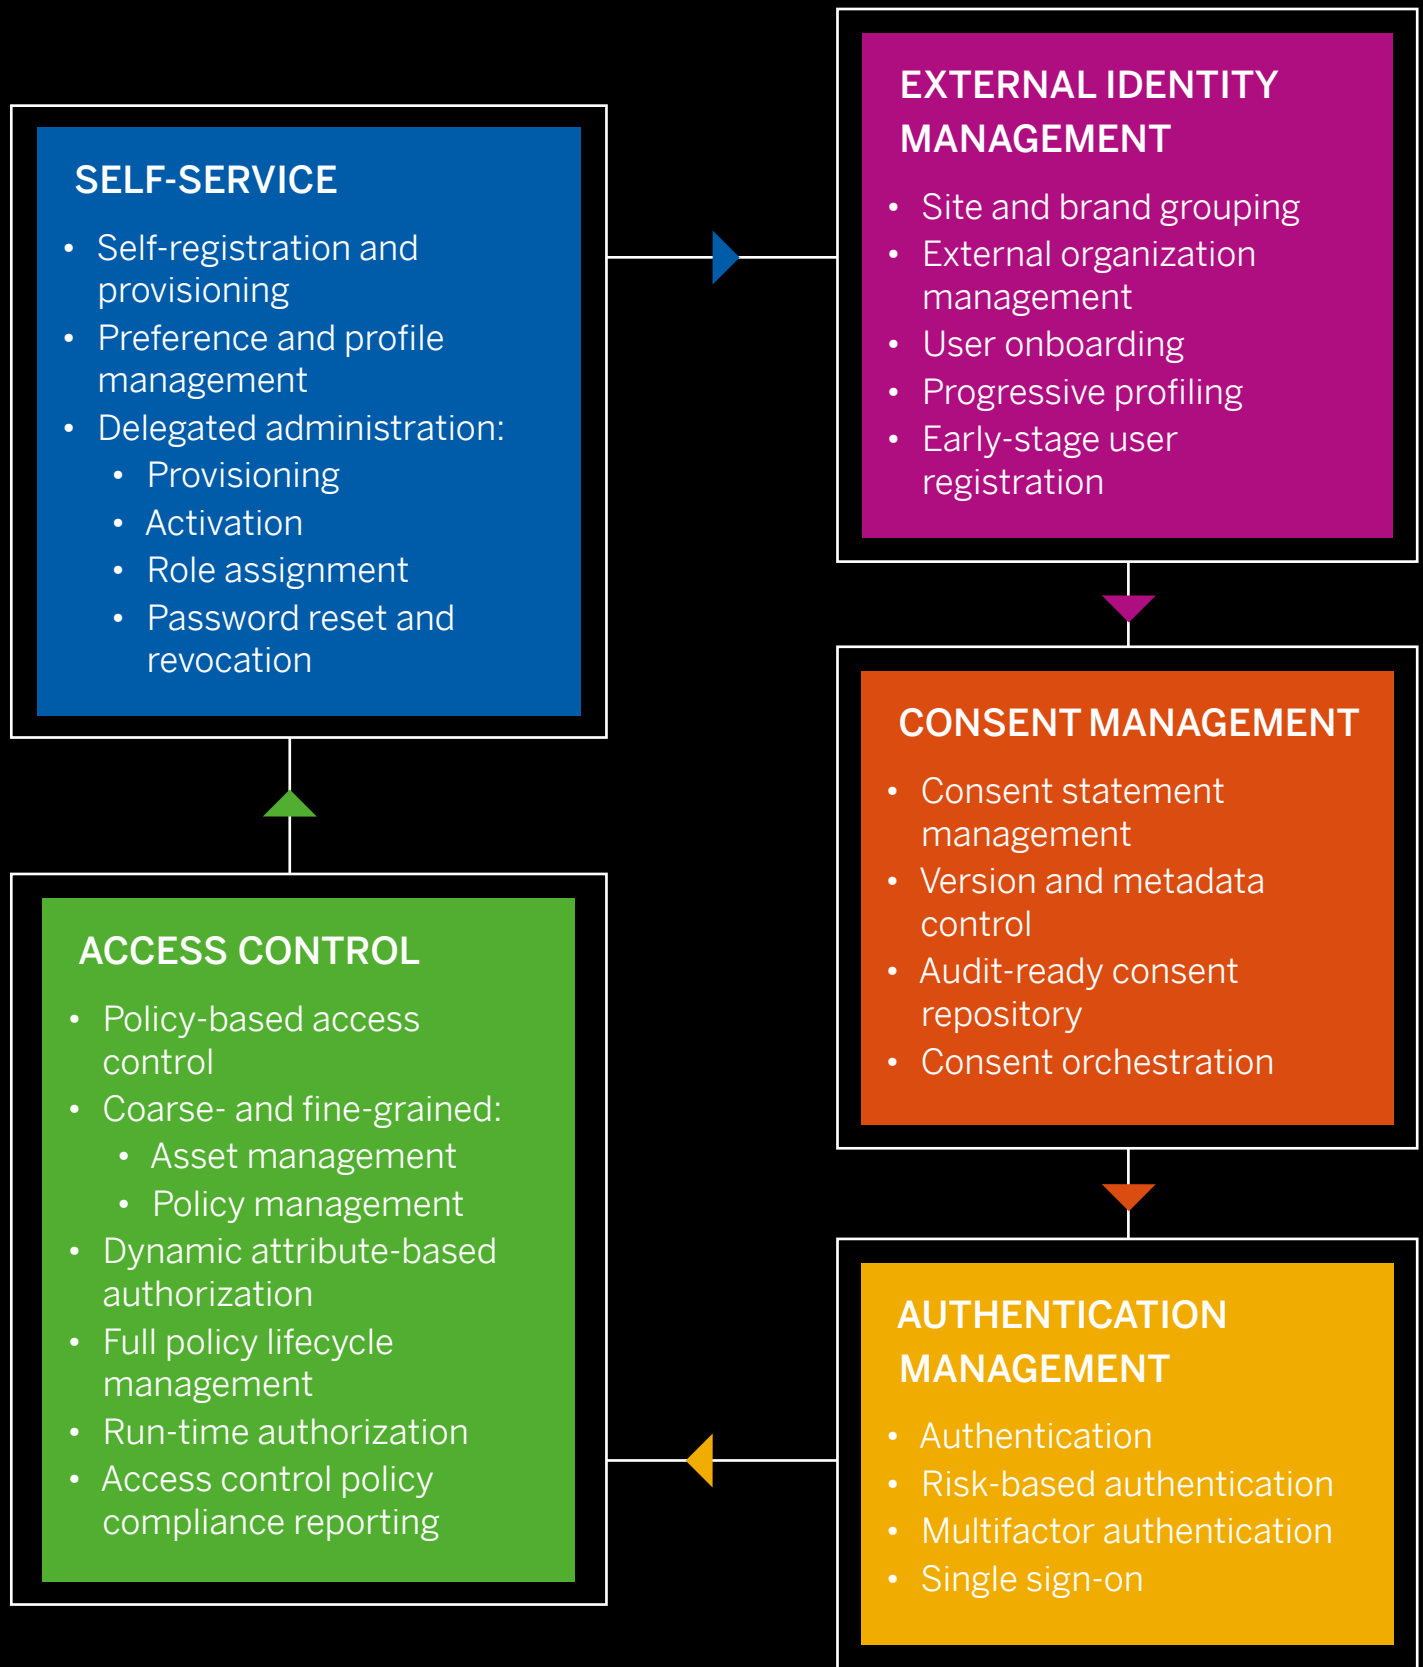 SELF-SERVICE
• Self-registration and
provisioning
• Preference and profile
management
• Delegated administration:
• Provisioning
• Activation
• Role assignment
• Password reset and
revocation
EXTERNAL IDENTITY
MANAGEMENT
• Site and brand grouping
• External organization
management
• User onboarding
• Progressive profiling
• Early-stage user
registration
CONSENT MANAGEMENT
• Consent statement
management
• Version and metadata
control
• Audit-ready consent
repository
• Consent orchestration
AUTHENTICATION
MANAGEMENT
• Authentication
• Risk-based authentication
• Multifactor authentication
• Single sign-on
ACCESS CONTROL
• Policy-based access
control
• Coarse- and fine-grained:
• Asset management
• Policy management
• Dynamic attribute-based
authorization
• Full policy lifecycle
management
• Run-time authorization
• Access control policy
compliance reporting